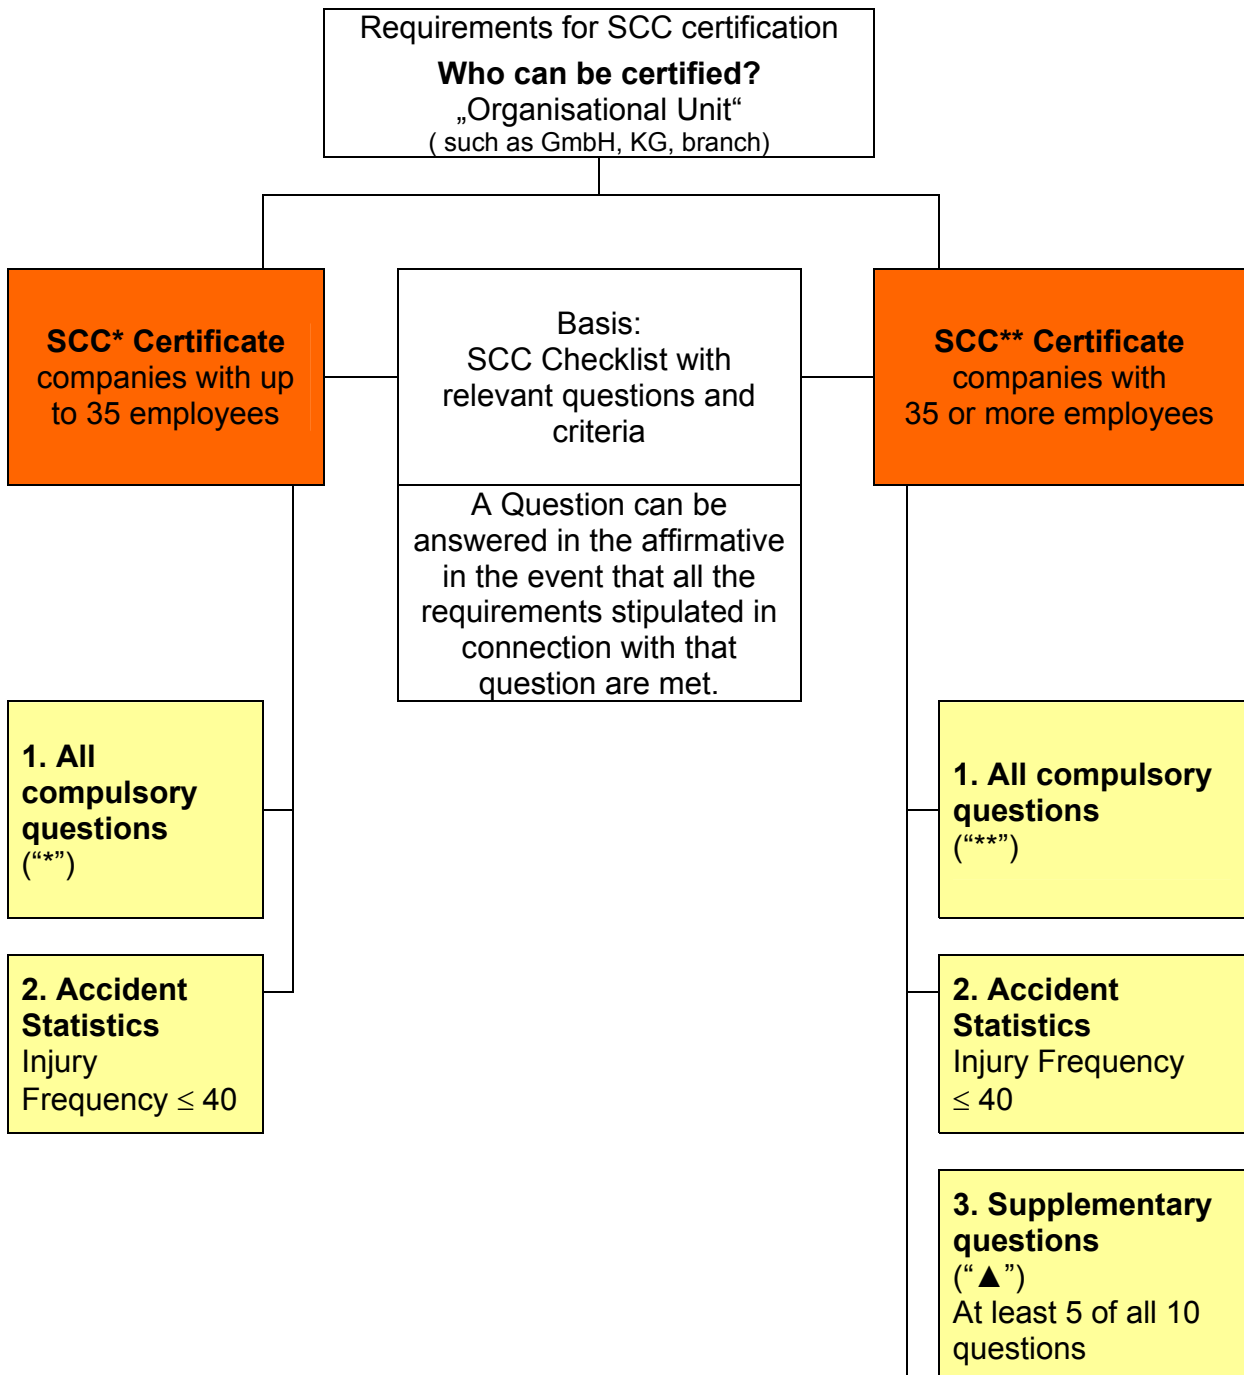 Requirements for SCC certification
Who can be certified?
„Organisational Unit“
( such as GmbH, KG, branch)
SCC* Certificate
companies with up
to 35 employees
Basis:
SCC Checklist with
relevant questions and
criteria
SCC** Certificate
companies with
35 or more employees
A Question can be
answered in the affirmative
in the event that all the
requirements stipulated in
connection with that
question are met.
1. All
compulsory
questions
(“*”)
1. All compulsory
questions
(“**”)
2. Accident
Statistics
Injury
Frequency ≤ 40
2. Accident
Statistics
Injury Frequency
≤ 40
3. Supplementary
questions
(“▲”)
At least 5 of all 10
questions